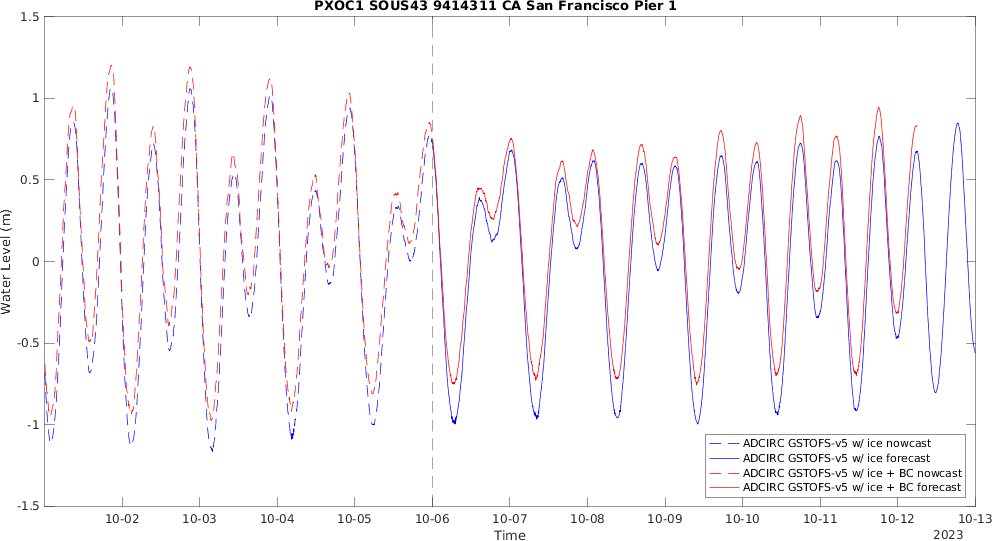 PXOC1 SOUS43 9414311 CA San Francisco Pier 1
1.5
1
0.5
0
-0.5
-1
-1.5
Water Level (m)
10-02 10-03 10-04 10-05 10-06 10-07 10-08 10-09 10-10 10-11 10-12 10-13
Time
2023
ADCIRC GSTOFS-v5 w/ ice nowcast
ADCIRC GSTOFS-v5 w/ ice forecast
ADCIRC GSTOFS-v5 w/ ice + BC nowcast
ADCIRC GSTOFS-v5 w/ ice + BC forecast